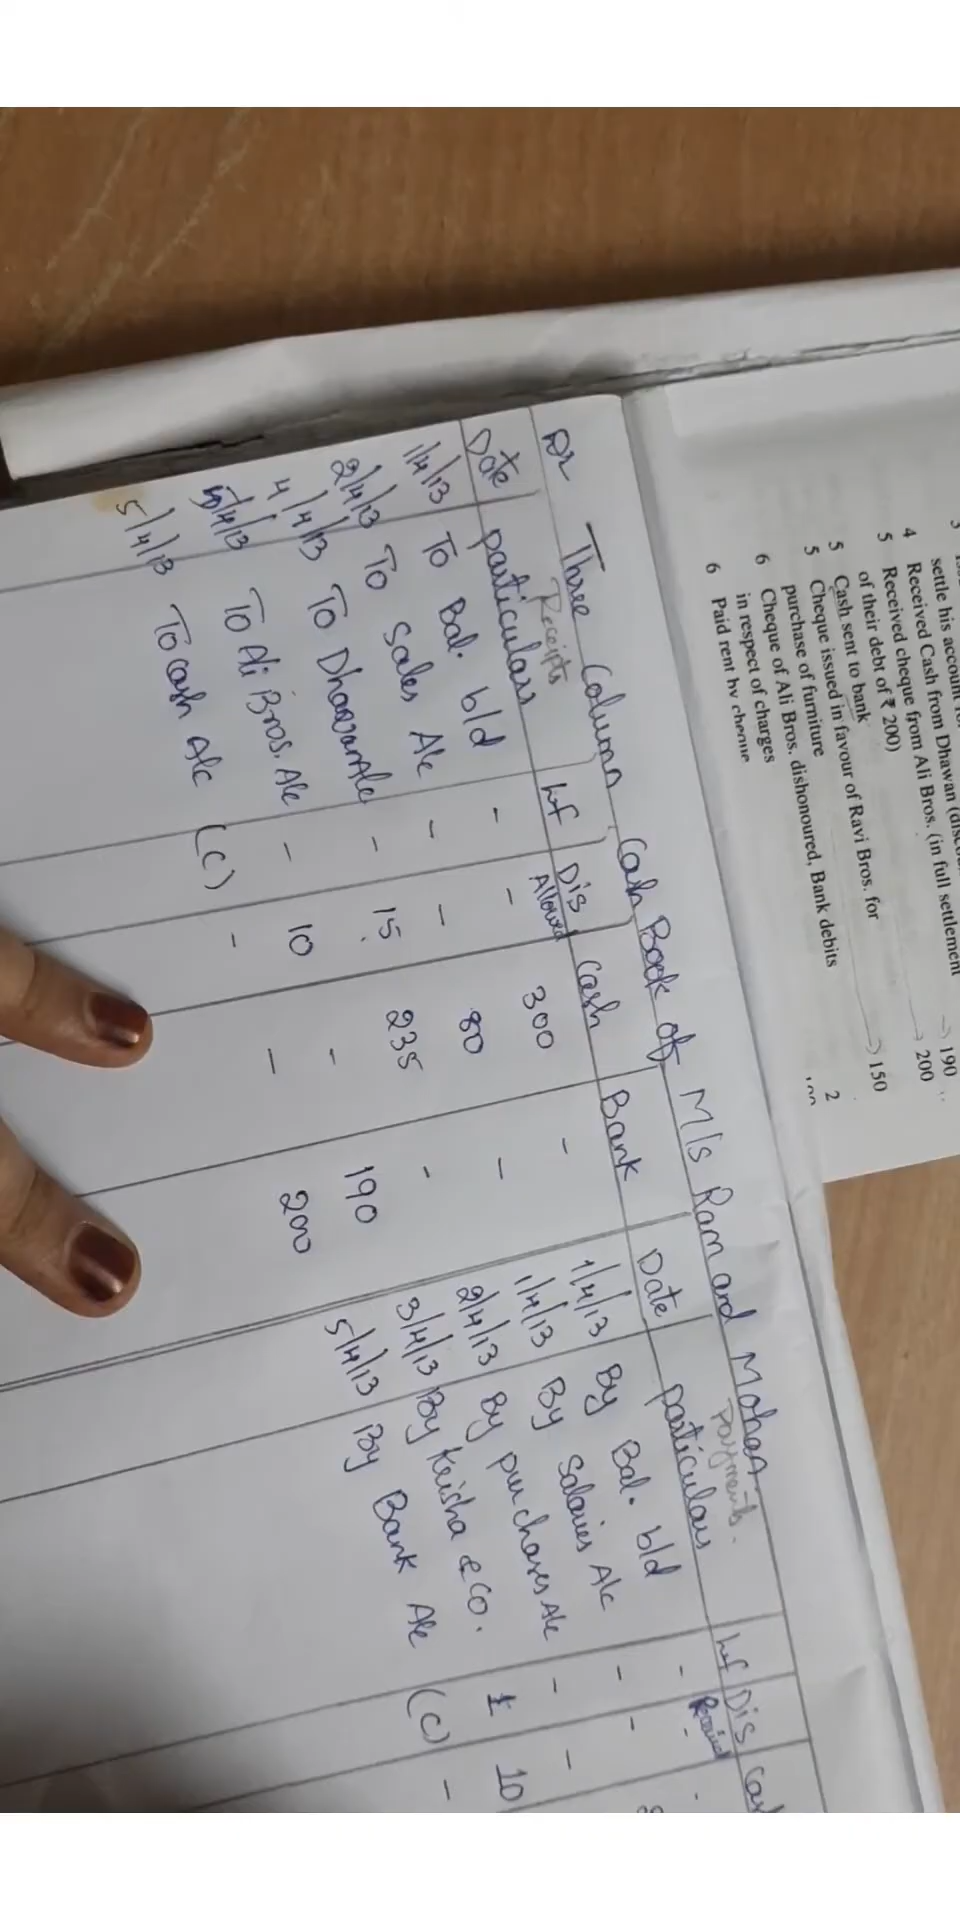 settle his account
4 Received Cash from Dhawan
5 Received cheque from Ali Bros. (in full settlement → 190
of their debt of ₹ 200) → 200
5 Cash sent to bank
5 Cheque issued in favour of Ravi Bros. for
purchase of furniture → 150
6 Cheque of Ali Bros. dishonoured, Bank debits
in respect of charges 2
6 Paid rent by cheque
Three Column Cash Book of M/s Ram and Mohan
Dr Receipts Payments.
Date particulars L.f Dis Allowed Cash Bank Date particulars L.f Dis Received
1/4/13 To Bal. b/d - - 300 - 1/4/13 By Bal. b/d - -
2/4/13 To Sales A/c - - 80 - 1/4/13 By Salaries A/c - -
4/4/13 To Dhawan A/c - 15 235 - 2/4/13 By purchases A/c - -
5/4/13 To Ali Bros. A/c - 10 - 190 3/4/13 By Krisha & Co. 10
5/4/13 To Cash A/c (C) - - 200 5/4/13 By Bank A/c (C) -